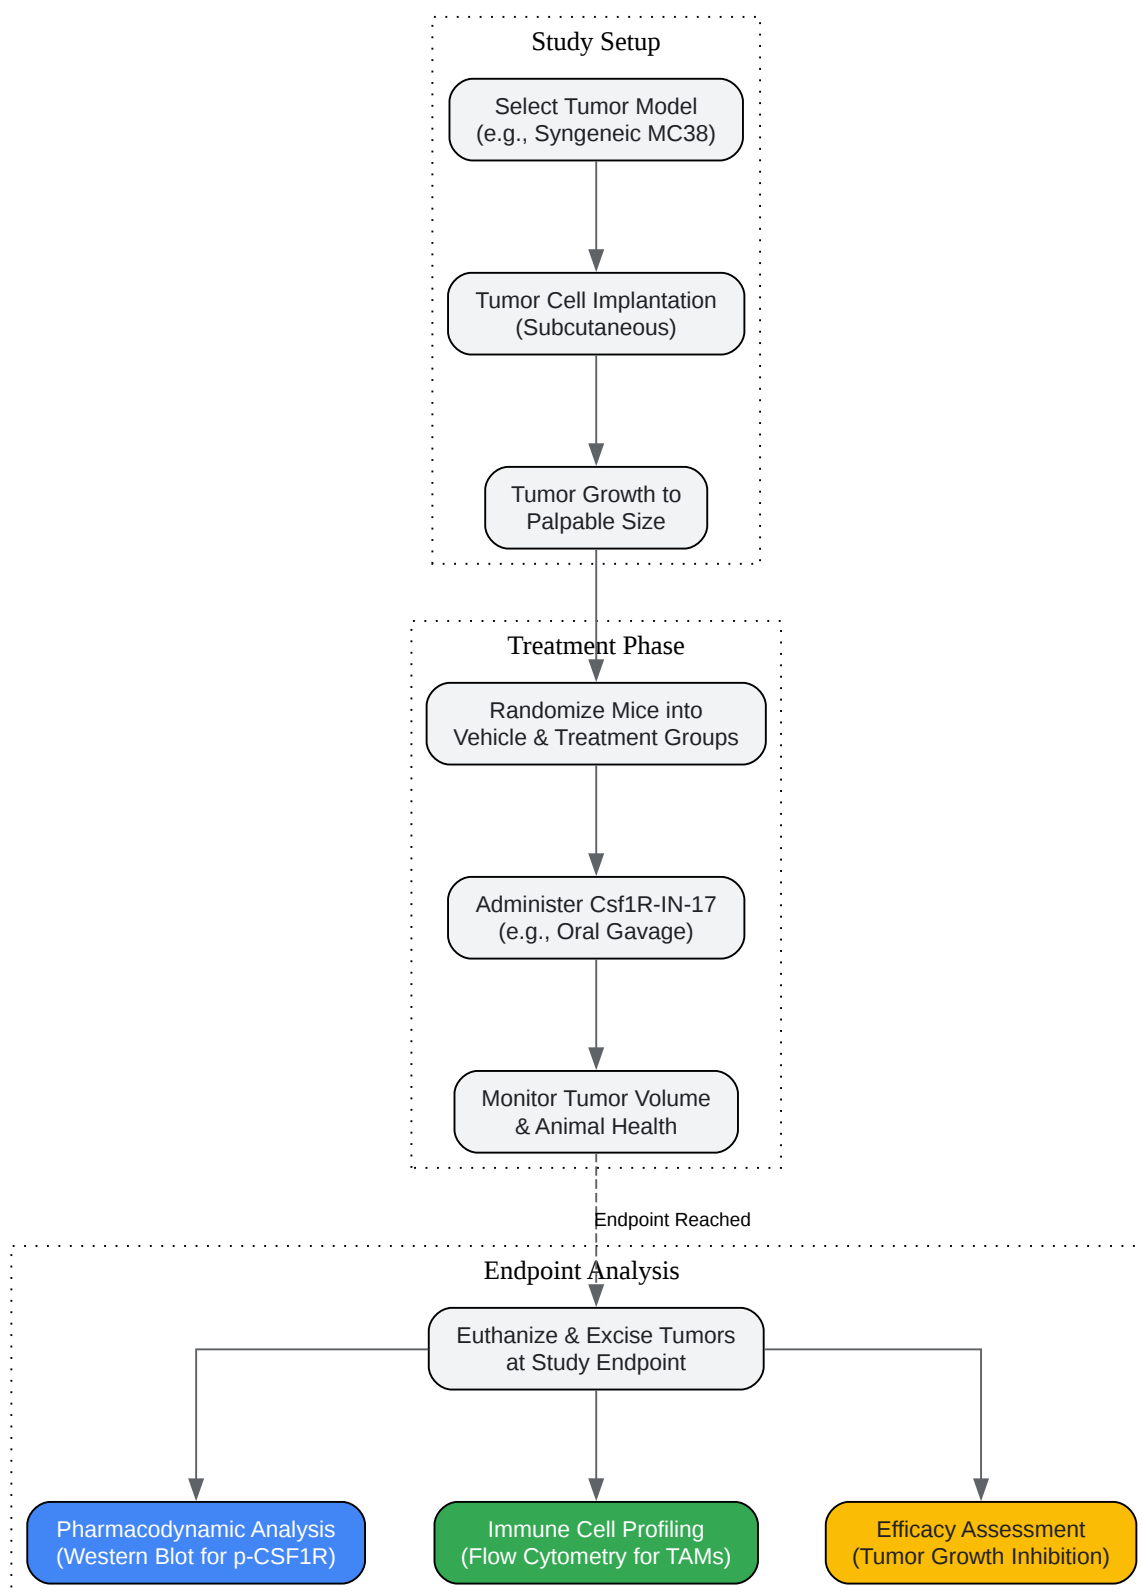 Study Setup
Select Tumor Model
(e.g., Syngeneic MC38)
Tumor Cell Implantation
(Subcutaneous)
Tumor Growth to
Palpable Size
Treatment Phase
Randomize Mice into
Vehicle & Treatment Groups
Administer Csf1R-IN-17
(e.g., Oral Gavage)
Monitor Tumor Volume
& Animal Health
Endpoint Reached
Endpoint Analysis
Euthanize & Excise Tumors
at Study Endpoint
Pharmacodynamic Analysis
(Western Blot for p-CSF1R)
Immune Cell Profiling
(Flow Cytometry for TAMs)
Efficacy Assessment
(Tumor Growth Inhibition)